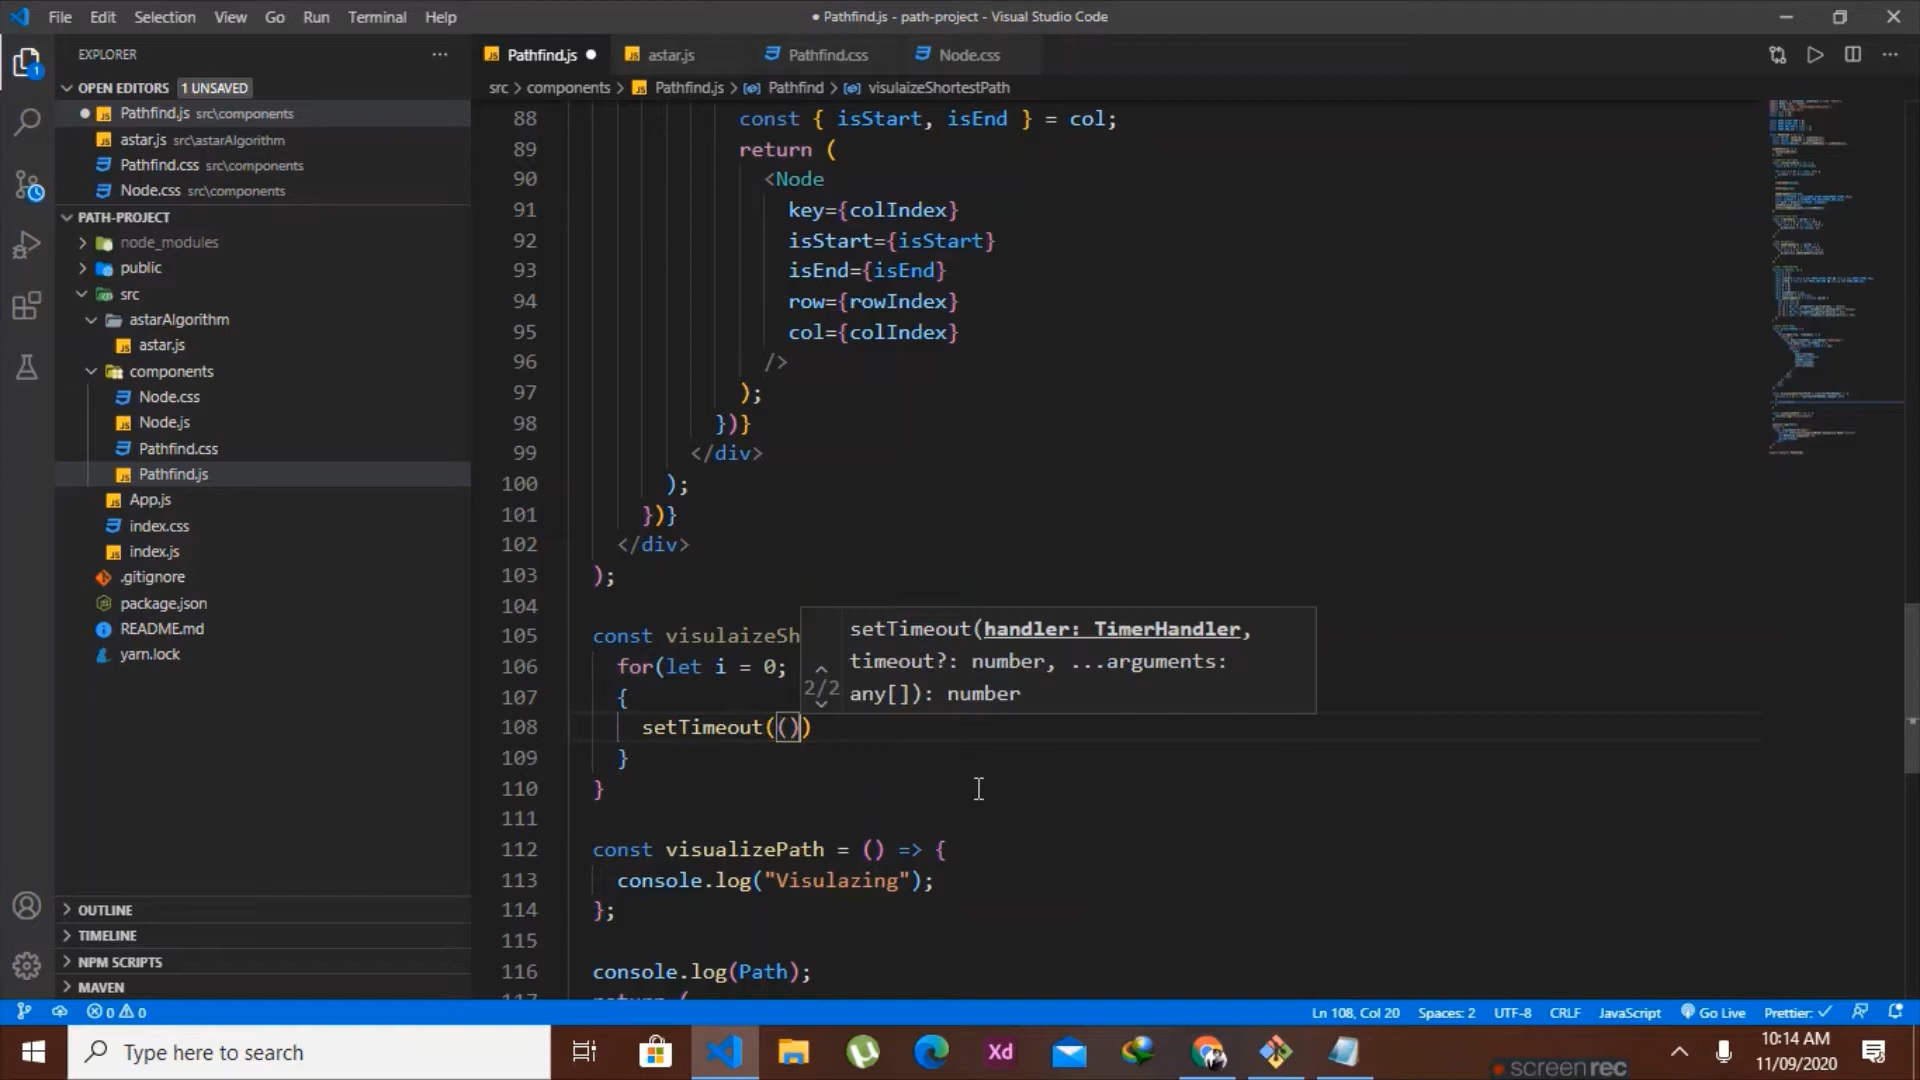 File Edit Selection View Go Run Terminal Help
● Pathfind.js - path-project - Visual Studio Code
EXPLORER
Pathfind.js
astar.js
Pathfind.css
Node.css
OPEN EDITORS 1 UNSAVED
src > components > Pathfind.js > Pathfind > visulaizeShortestPath
Pathfind.js src\components
astar.js src\astarAlgorithm
Pathfind.css src\components
Node.css src\components
PATH-PROJECT
node_modules
public
src
astarAlgorithm
astar.js
components
Node.css
Node.js
Pathfind.css
Pathfind.js
App.js
index.css
index.js
.gitignore
package.json
README.md
yarn.lock
OUTLINE
TIMELINE
NPM SCRIPTS
MAVEN
88 const { isStart, isEnd } = col;
89 return (
90 <Node
91 key={colIndex}
92 isStart={isStart}
93 isEnd={isEnd}
94 row={rowIndex}
95 col={colIndex}
96 />
97 );
98 })}
99 </div>
100 );
101 })}
102 </div>
103 );
104
105 const visulaizeSh
106 for(let i = 0;
107 {
108 setTimeout(())
109 }
110 }
111
112 const visualizePath = () => {
113 console.log("Visulazing");
114 };
115
116 console.log(Path);
setTimeout(handler: TimerHandler,
timeout?: number, ...arguments:
2/2 any[]): number
1
0 0
Ln 108, Col 20 Spaces: 2 UTF-8 CRLF JavaScript Go Live Prettier: ✓
Type here to search
Xd
10:14 AM
11/09/2020
screenrec